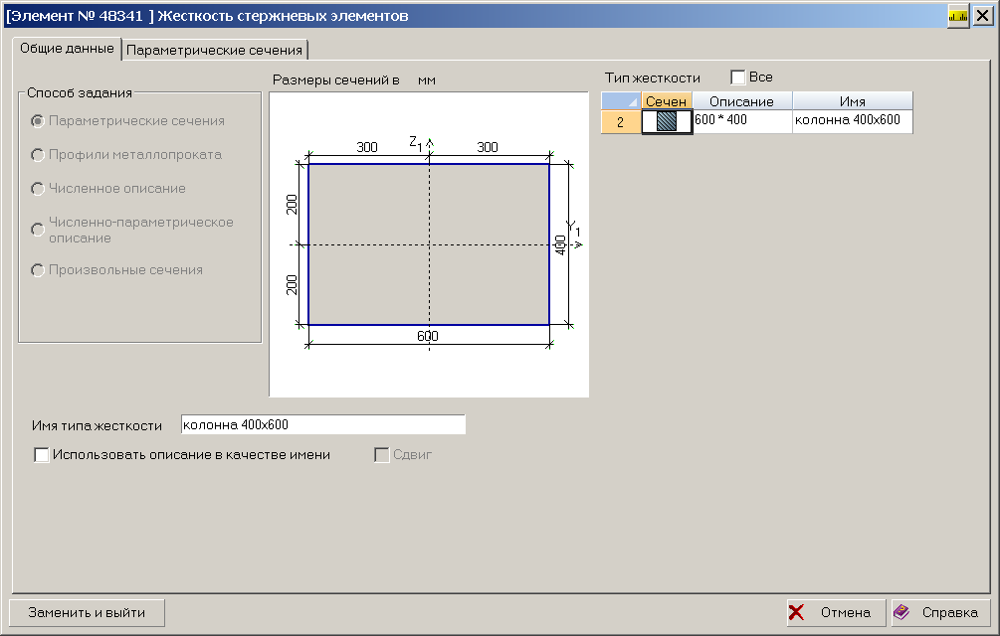 [Элемент № 48341 ] Жесткость стержневых элементов
Общие данные
Параметрические сечения
Способ задания
Параметрические сечения
Профили металлопроката
Численное описание
Численно-параметрическое
описание
Произвольные сечения
Размеры сечений в мм
300
Z1
300
200
200
Y1
400
600
Тип жесткости
Все
Сечен Описание Имя
2 600 * 400 колонна 400x600
Имя типа жесткости
колонна 400x600
Использовать описание в качестве имени
Сдвиг
Заменить и выйти
Отмена
Справка